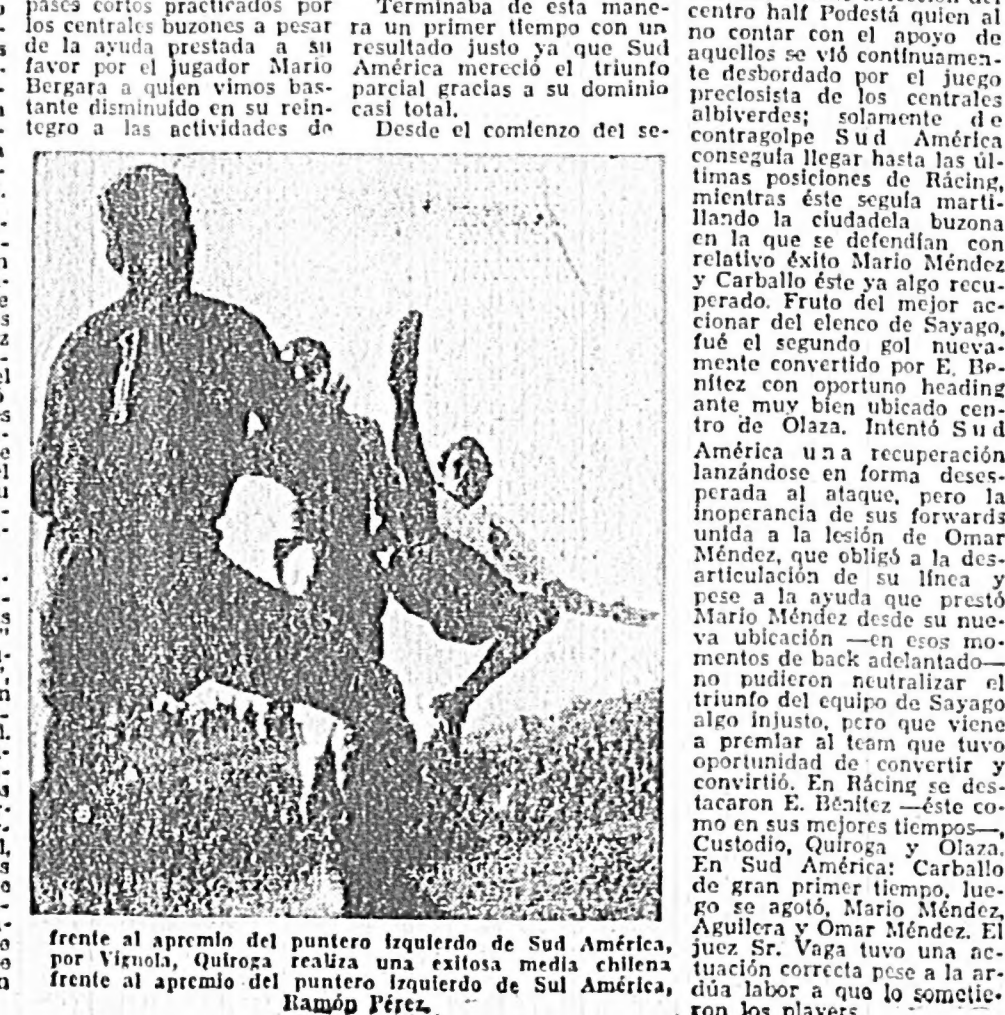 pases cortos practicados por
los centrales buzones a pesar
de la ayuda prestada a su
favor por el jugador Mario
Bergara a quien vimos bas-
tante disminuído en su rein-
tegro a las actividades de
Terminaba de esta mane-
ra un primer tiempo con un
resultado justo ya que Sud
América mereció el triunfo
parcial gracias a su dominio
casi total.
Desde el comienzo del se-
frente al apremio del puntero izquierdo de Sud América,
por Vignola, Quiroga realiza una exitosa media chilena
frente al apremio del puntero izquierdo de Sul América,
Ramón Pérez.
centro half Podestá quien al
no contar con el apoyo de
aquellos se vió continuamen-
te desbordado por el juego
preciosista de los centrales
albiverdes; solamente de
contragolpe Sud América
conseguía llegar hasta las úl-
timas posiciones de Rácing,
mientras éste seguía marti-
llando la ciudadela buzona
en la que se defendían con
relativo éxito Mario Méndez
y Carballo éste ya algo recu-
perado. Fruto del mejor ac-
cionar del elenco de Sayago,
fué el segundo gol nueva-
mente convertido por E. Be-
nítez con oportuno heading
ante muy bien ubicado cen-
tro de Olaza. Intentó Sud
América una recuperación
lanzándose en forma deses-
perada al ataque, pero la
inoperancia de sus forwards
unida a la lesión de Omar
Méndez, que obligó a la des-
articulación de su línea y
pese a la ayuda que prestó
Mario Méndez desde su nue-
va ubicación —en esos mo-
mentos de back adelantado—
no pudieron neutralizar el
triunfo del equipo de Sayago
algo injusto, pero que viene
a premiar al team que tuvo
oportunidad de convertir y
convirtió. En Rácing se des-
tacaron E. Bénitez —éste co-
mo en sus mejores tiempos—,
Custodio, Quiroga y Olaza.
En Sud América: Carballo
de gran primer tiempo, lue-
go se agotó, Mario Méndez,
Aguilera y Omar Méndez. El
juez Sr. Vaga tuvo una ac-
tuación correcta pese a la ar-
dúa labor a que lo sometie-
ron los players.